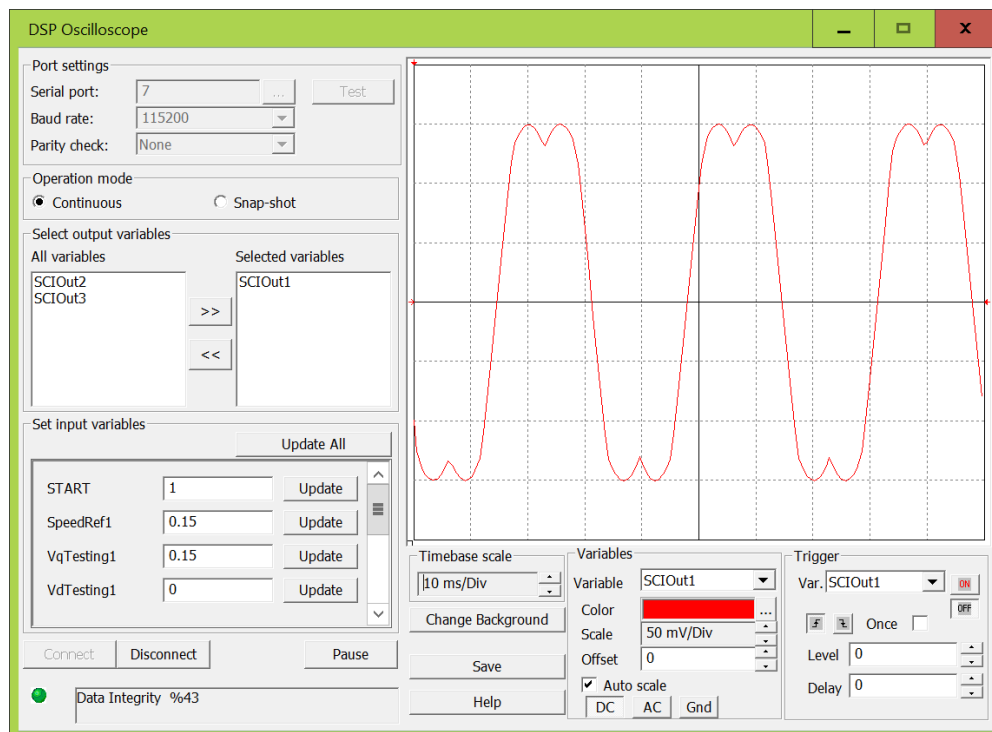 DSP Oscilloscope
Port settings
Serial port: 7 ... Test
Baud rate: 115200
Parity check: None
Operation mode
Continuous Snap-shot
Select output variables
All variables Selected variables
SCIOut2 SCIOut1
SCIOut3
>>
<<
Set input variables
Update All
START 1 Update
SpeedRef1 0.15 Update
VqTesting1 0.15 Update
VdTesting1 0 Update
Connect Disconnect Pause
Data Integrity %43
Timebase scale
10 ms/Div
Change Background
Save
Help
Variables
Variable SCIOut1
Color ...
Scale 50 mV/Div
Offset 0
Auto scale
DC AC Gnd
Trigger
Var. SCIOut1 ON
OFF
Once
Level 0
Delay 0